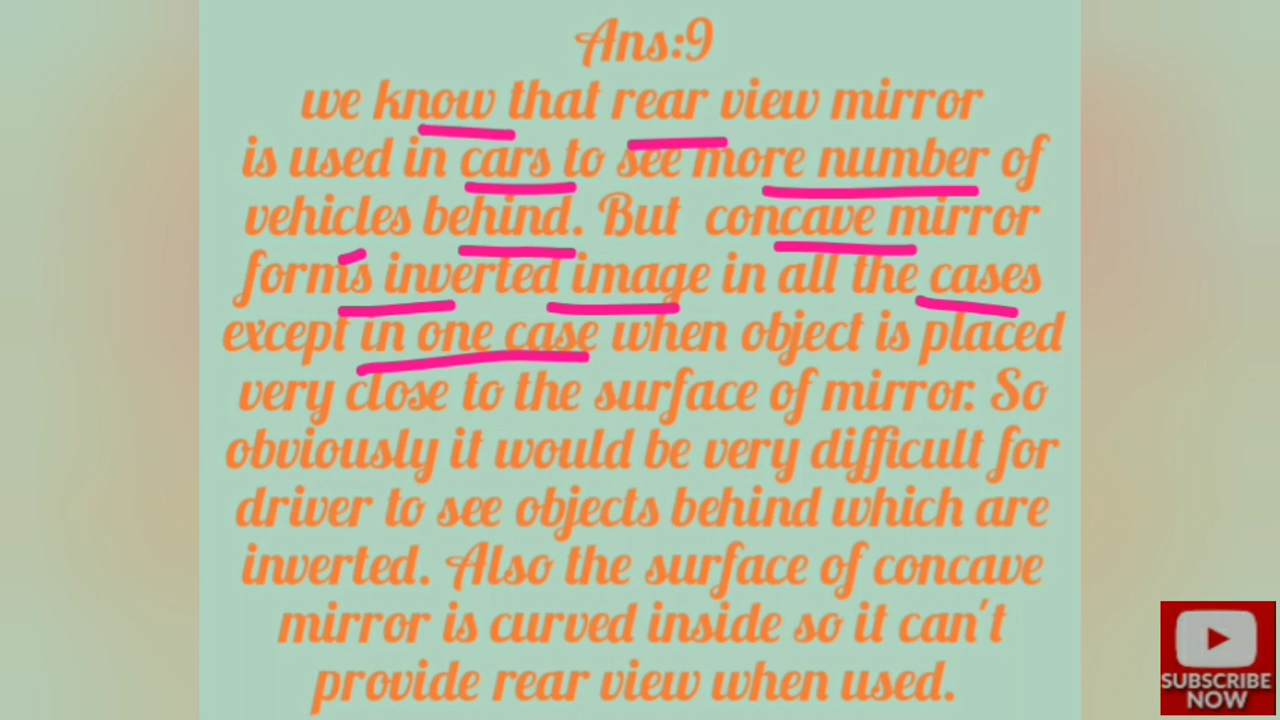 Ans:9
we know that rear view mirror
is used in cars to see more number of
vehicles behind. But concave mirror
forms inverted image in all the cases
except in one case when object is placed
very close to the surface of mirror. So
obviously it would be very difficult for
driver to see objects behind which are
inverted. Also the surface of concave
mirror is curved inside so it can't
provide rear view when used.
SUBSCRIBE
NOW